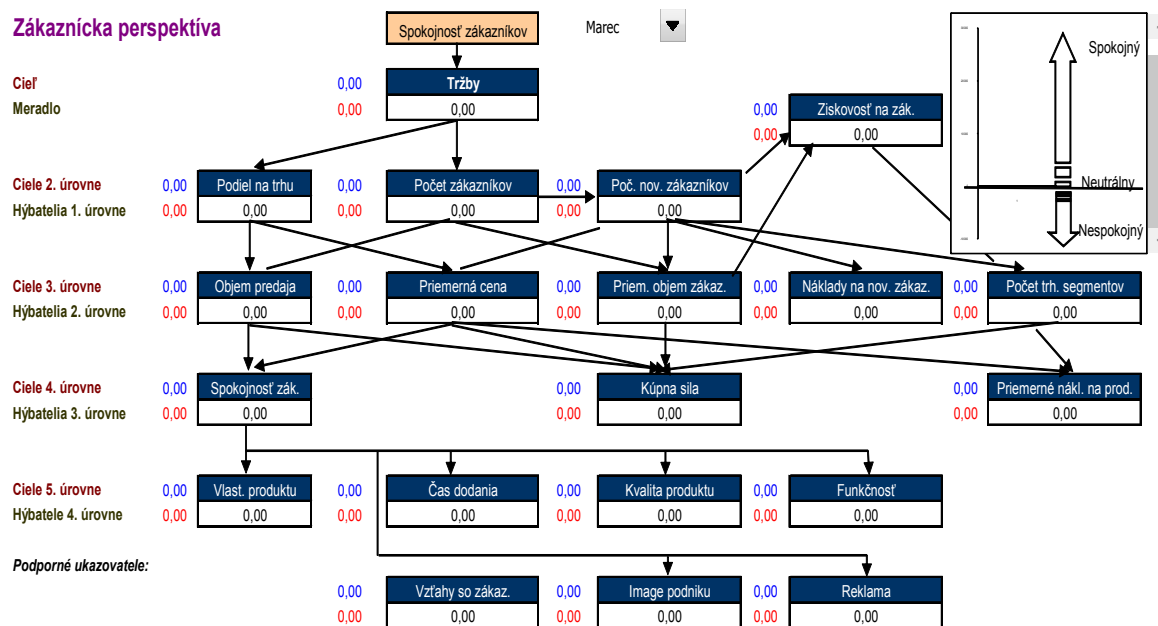 Zákaznícka perspektíva
Spokojnosť zákazníkov
Marec
Spokojný
Neutrálny
Nespokojný
Cieľ 0,00 Tržby
Meradlo 0,00 0,00
0,00 Ziskovosť na zák.
0,00 0,00
Ciele 2. úrovne 0,00 Podiel na trhu 0,00 Počet zákazníkov 0,00 Poč. nov. zákazníkov
Hýbatelia 1. úrovne 0,00 0,00 0,00 0,00 0,00 0,00
Ciele 3. úrovne 0,00 Objem predaja 0,00 Priemerná cena 0,00 Priem. objem zákaz. 0,00 Náklady na nov. zákaz. 0,00 Počet trh. segmentov
Hýbatelia 2. úrovne 0,00 0,00 0,00 0,00 0,00 0,00 0,00 0,00 0,00 0,00
Ciele 4. úrovne 0,00 Spokojnosť zák. 0,00 Kúpna sila 0,00 Priemerné nákl. na prod.
Hýbatelia 3. úrovne 0,00 0,00 0,00 0,00 0,00 0,00
Ciele 5. úrovne 0,00 Vlast. produktu 0,00 Čas dodania 0,00 Kvalita produktu 0,00 Funkčnosť
Hýbatele 4. úrovne 0,00 0,00 0,00 0,00 0,00 0,00 0,00 0,00
Podporné ukazovatele:
0,00 Vzťahy so zákaz. 0,00 Image podniku 0,00 Reklama
0,00 0,00 0,00 0,00 0,00 0,00